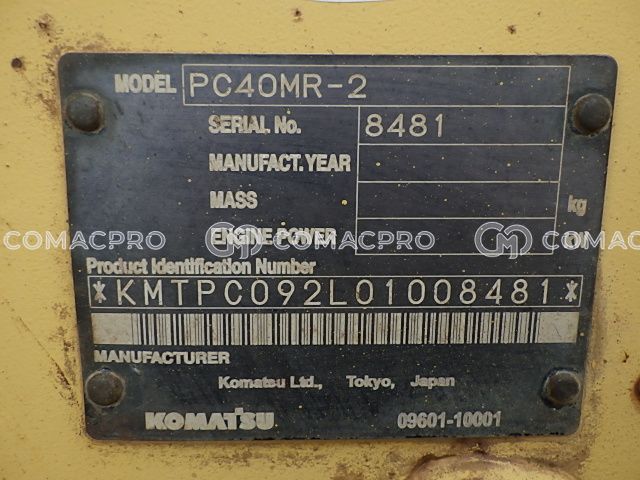 MODEL PC40MR-2
SERIAL No. 8481
MANUFACT. YEAR
MASS kg
ENGINE POWER
COMACPRO COMACPRO COMACPRO
Product Identification Number
*KMTPC092L01008481*
MANUFACTURER
Komatsu Ltd., Tokyo, Japan
KOMATSU 09601-10001